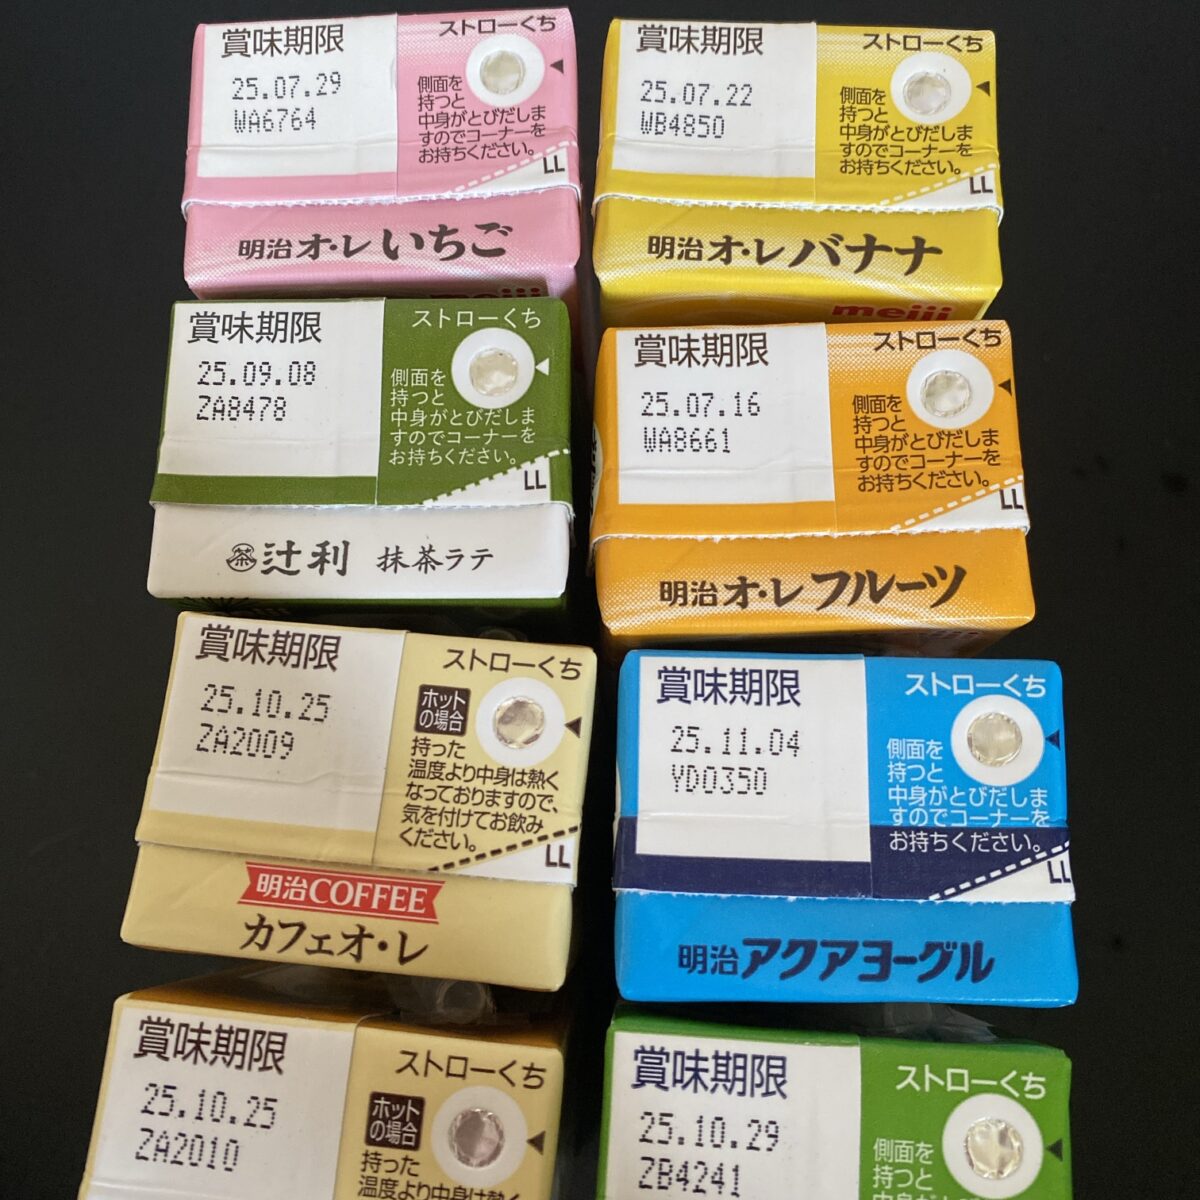 賞味期限
25.07.29
WA6764
ストローくち
側面を
持つと
中身がとびだしま
すのでコーナーを
お持ちください。
LL
明治オ・レいちご
meiji
賞味期限
25.07.22
WB4850
ストローくち
側面を
持つと
中身がとびだしま
すのでコーナーを
お持ちください。
LL
明治オ・レバナナ
meiji
賞味期限
25.09.08
ZA8478
ストローくち
側面を
持つと
中身がとびだしま
すのでコーナーを
お持ちください。
LL
茶 辻利 抹茶ラテ
賞味期限
25.07.16
WA8661
ストローくち
側面を
持つと
中身がとびだしま
すのでコーナーを
お持ちください。
LL
明治オ・レフルーツ
賞味期限
25.10.25
ZA2009
ストローくち
ホット
の場合
持った
温度より中身は熱く
なっておりますので、
気を付けてお飲み
ください。
LL
明治COFFEE
カフェオ・レ
賞味期限
25.11.04
YD0350
ストローくち
側面を
持つと
中身がとびだしま
すのでコーナーを
お持ちください。
LL
明治アクアヨーグル
賞味期限
25.10.25
ZA2010
ストローくち
ホット
の場合
持った
温度より中身は熱く
賞味期限
25.10.29
ZB4241
ストローくち
側面を
持つと